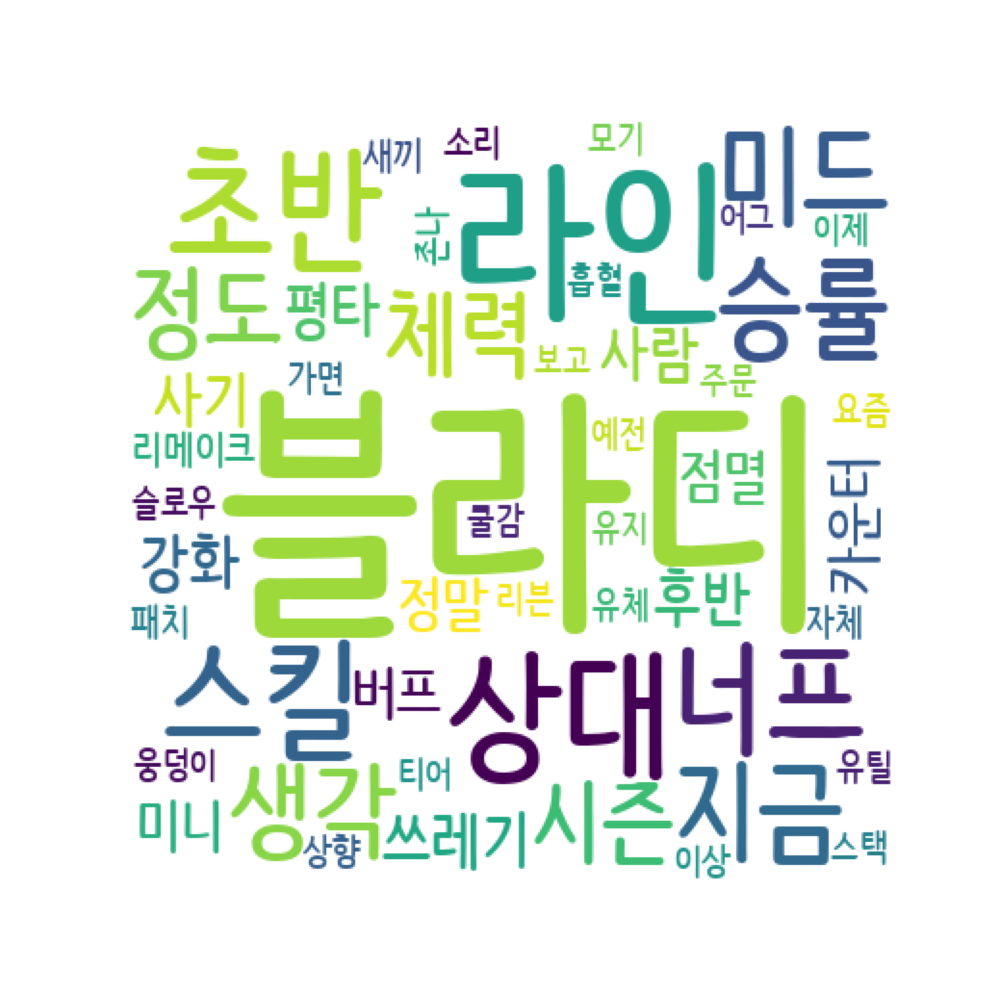 새끼
소리
모기
초반
존나
라인
미드
어그
이제
정도
평타
체력
흡혈
승률
사람
보고
주문
사기
가면
요즘
리메이크
블라디
예전
점멸
카운터
슬로우
쿨감
유지
강화
정말
리븐
유체
후반
패치
자체
스킬
버프
상대
너프
웅덩이
생각
티어
시즌
지금
유틸
미니
상향
쓰레기
이상
스택